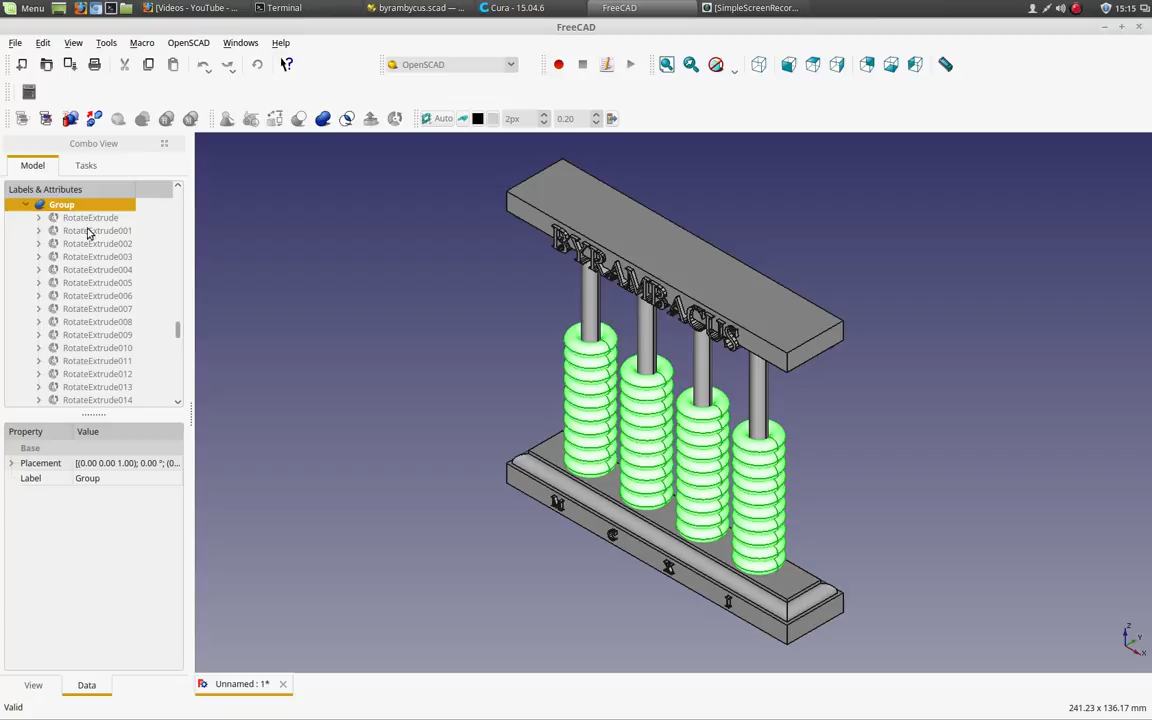 Menu
[Videos - YouTube - ...
Terminal
byrambycus.scad — ...
Cura - 15.04.6
FreeCAD
[SimpleScreenRecor...
15:15
FreeCAD
File Edit View Tools Macro OpenSCAD Windows Help
OpenSCAD
Auto 2px 0.20
Combo View
Model Tasks
Labels & Attributes
Group
RotateExtrude
RotateExtrude001
RotateExtrude002
RotateExtrude003
RotateExtrude004
RotateExtrude005
RotateExtrude006
RotateExtrude007
RotateExtrude008
RotateExtrude009
RotateExtrude010
RotateExtrude011
RotateExtrude012
RotateExtrude013
RotateExtrude014
Property Value
Base
Placement [(0.00 0.00 1.00); 0.00 °; (0...
Label Group
View Data
BYRAMBACUS
M C X I
Z
Y
X
Unnamed : 1*
Valid
241.23 x 136.17 mm